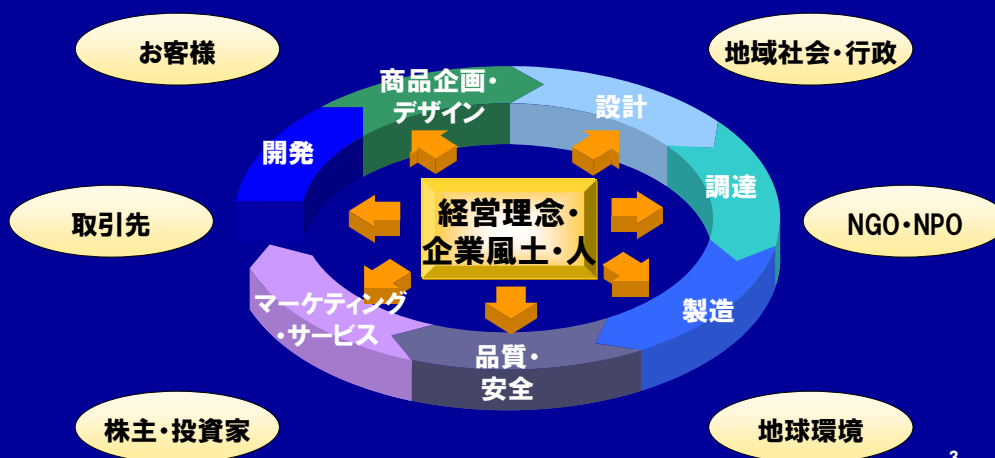 お客様
地域社会・行政
商品企画・
デザイン
設計
開発
調達
取引先
経営理念・
企業風土・人
NGO・NPO
マーケティング
・サービス
製造
品質・
安全
株主・投資家
地球環境
3